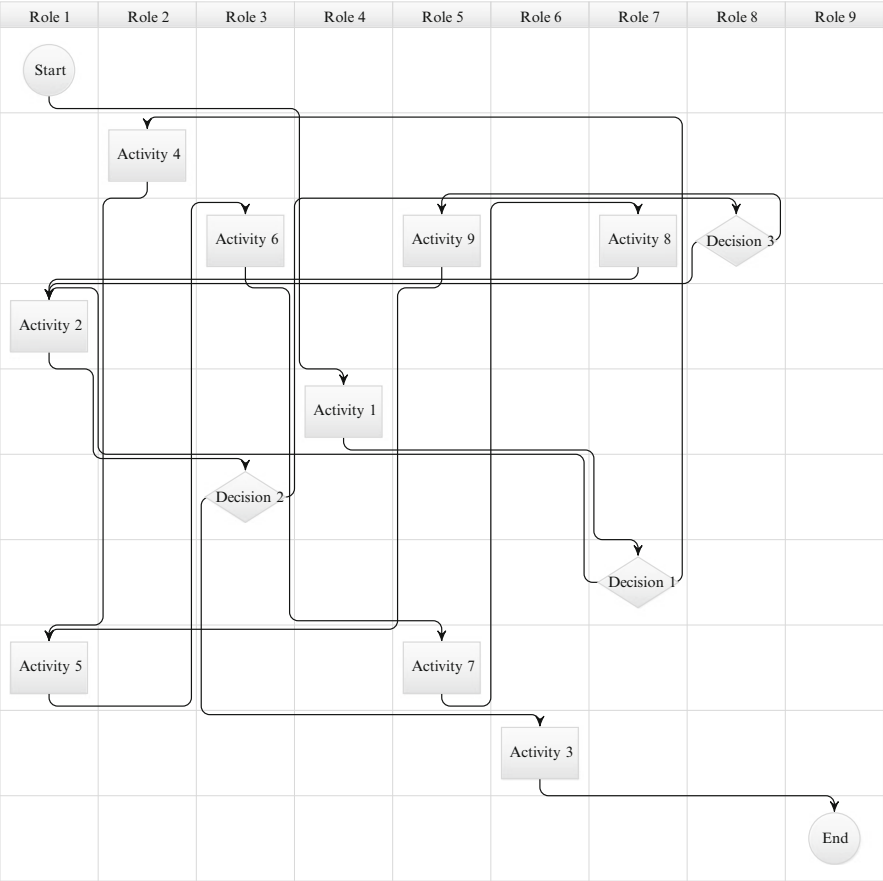 Role 1 Role 2 Role 3 Role 4 Role 5 Role 6 Role 7 Role 8 Role 9
Start
Activity 4
Activity 6 Activity 9 Activity 8 Decision 3
Activity 2
Activity 1
Decision 2
Decision 1
Activity 5 Activity 7
Activity 3
End